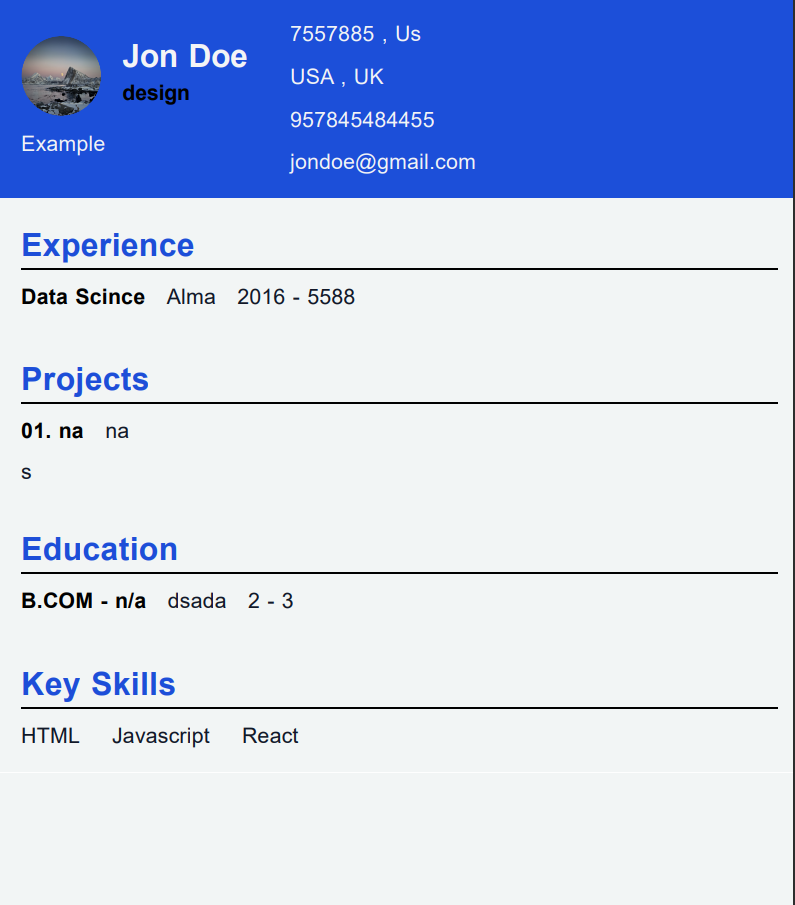 Jon Doe
design
Example
7557885 , Us
USA , UK
957845484455
jondoe@gmail.com
Experience
Data Scince Alma 2016 - 5588
Projects
01. na na
s
Education
B.COM - n/a dsada 2 - 3
Key Skills
HTML Javascript React